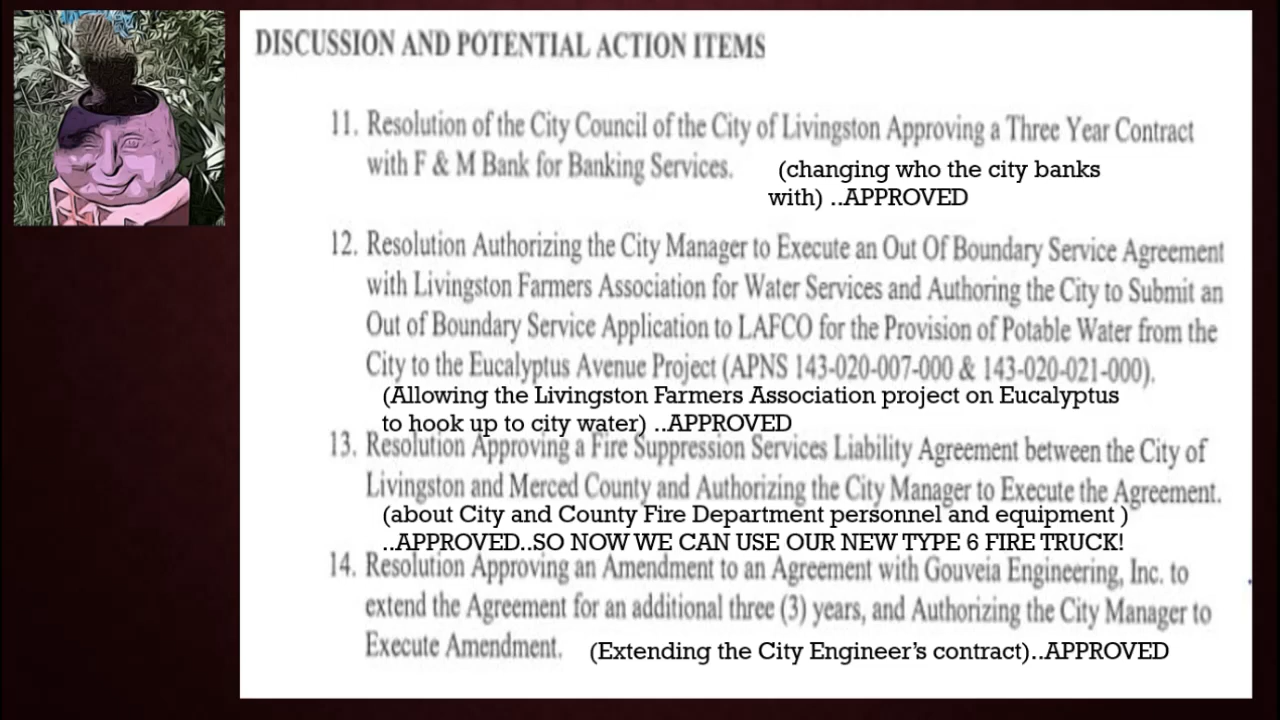 DISCUSSION AND POTENTIAL ACTION ITEMS
11. Resolution of the City Council of the City of Livingston Approving a Three Year Contract
with F & M Bank for Banking Services. (changing who the city banks
with) ..APPROVED
12. Resolution Authorizing the City Manager to Execute an Out Of Boundary Service Agreement
with Livingston Farmers Association for Water Services and Authoring the City to Submit an
Out of Boundary Service Application to LAFCO for the Provision of Potable Water from the
City to the Eucalyptus Avenue Project (APNS 143-020-007-000 & 143-020-021-000).
(Allowing the Livingston Farmers Association project on Eucalyptus
to hook up to city water) ..APPROVED
13. Resolution Approving a Fire Suppression Services Liability Agreement between the City of
Livingston and Merced County and Authorizing the City Manager to Execute the Agreement.
(about City and County Fire Department personnel and equipment )
..APPROVED..SO NOW WE CAN USE OUR NEW TYPE 6 FIRE TRUCK!
14. Resolution Approving an Amendment to an Agreement with Gouveia Engineering, Inc. to
extend the Agreement for an additional three (3) years, and Authorizing the City Manager to
Execute Amendment. (Extending the City Engineer's contract)..APPROVED